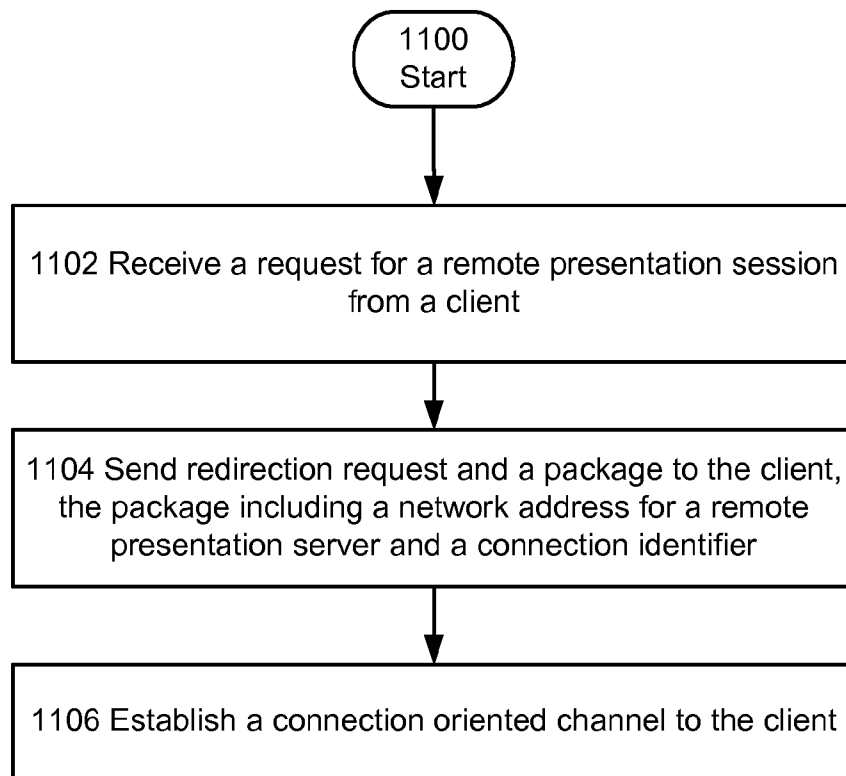 1100
Start
1102 Receive a request for a remote presentation session
from a client
1104 Send redirection request and a package to the client,
the package including a network address for a remote
presentation server and a connection identifier
1106 Establish a connection oriented channel to the client